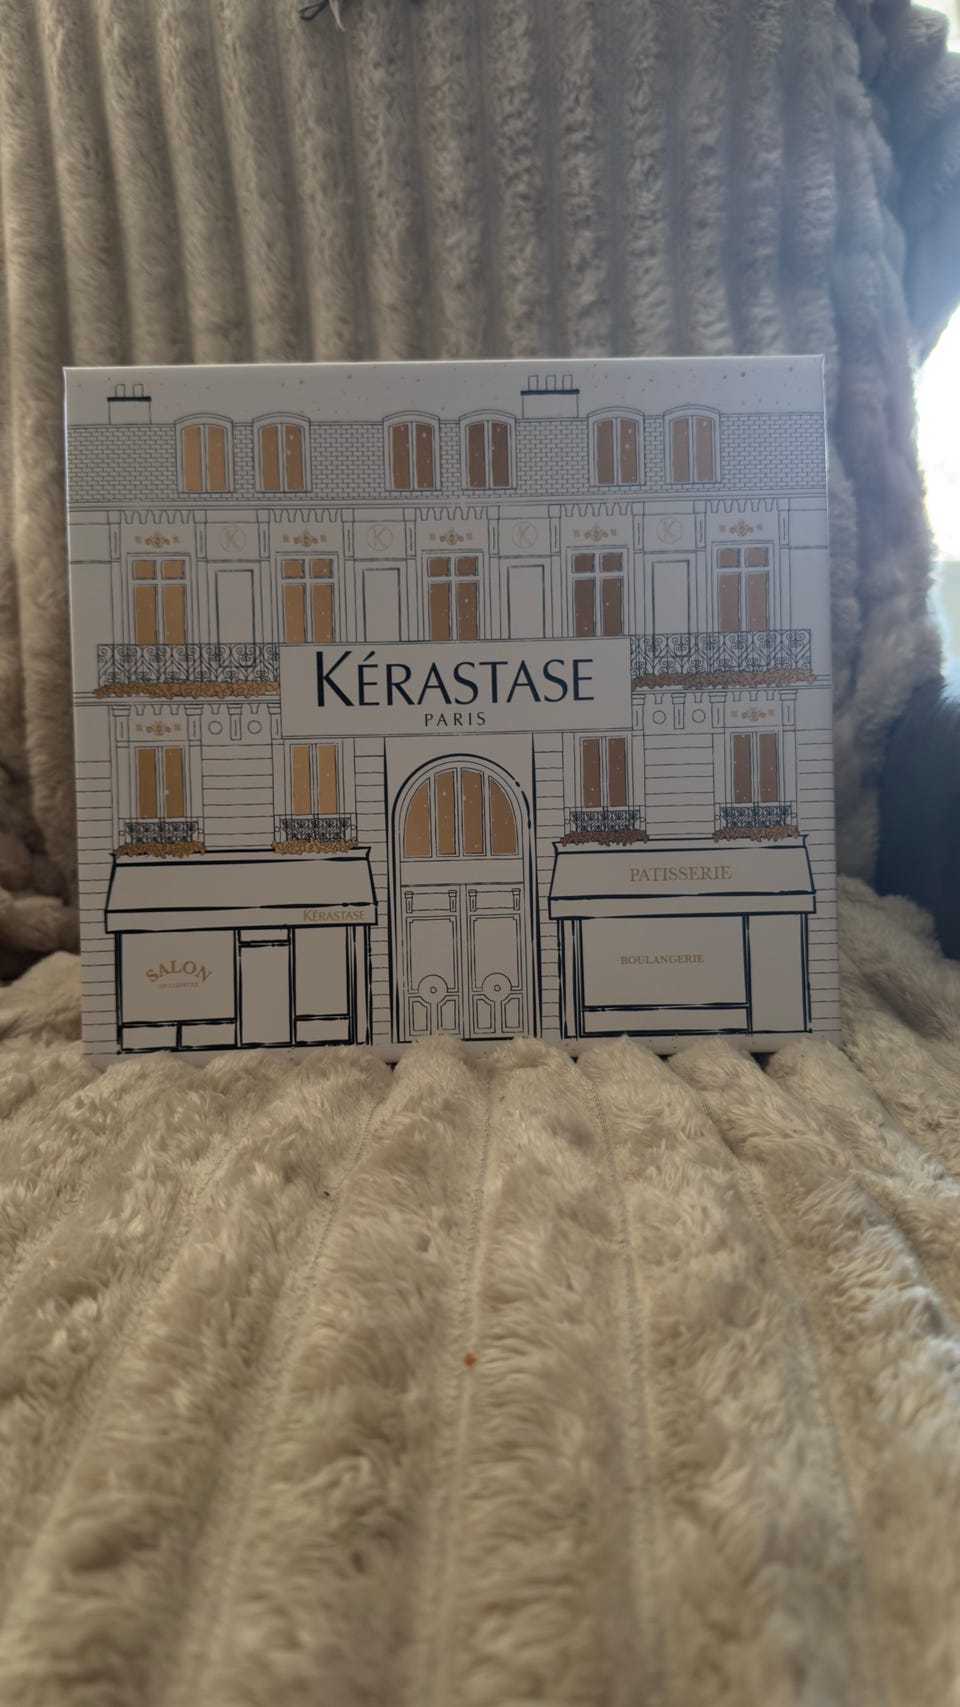 K K K K
KÉRASTASE
PARIS
KÉRASTASE
PATISSERIE
SALON
BOULANGERIE